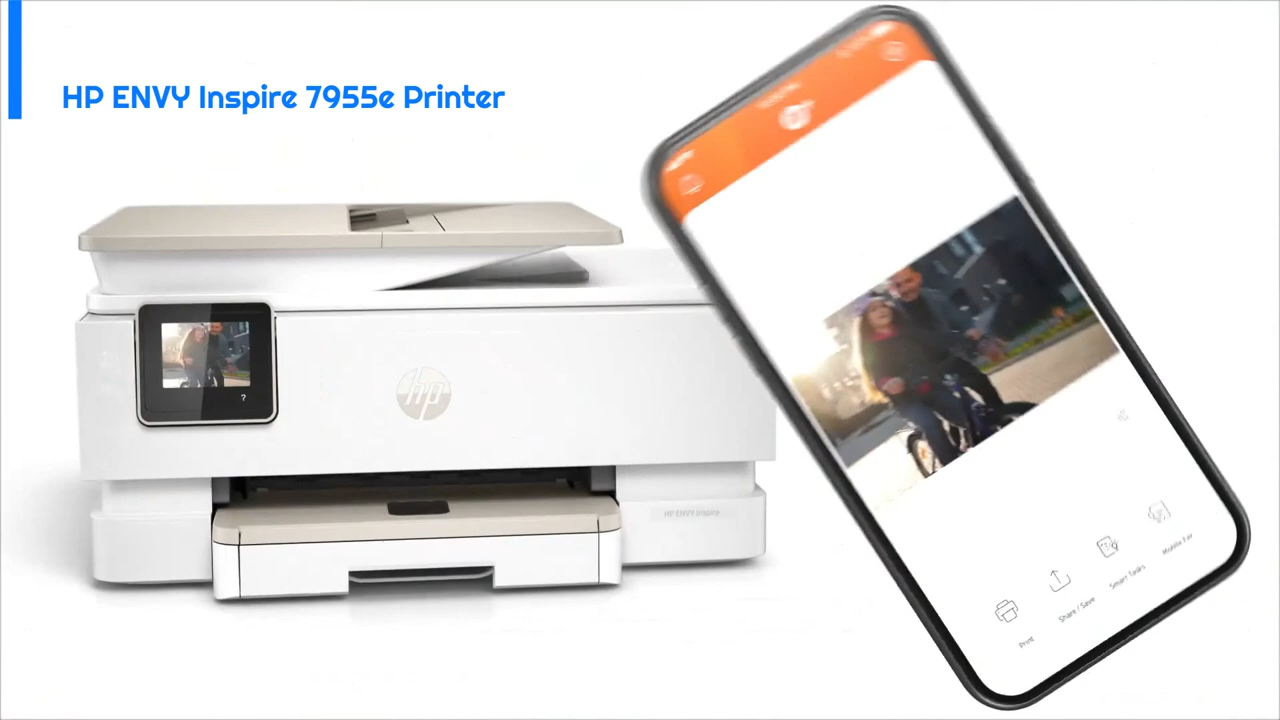 HP ENVY Inspire 7955e Printer
hp
?
HP ENVY Inspire
Print
Share / Save
Smart Tasks
Mobile Fax